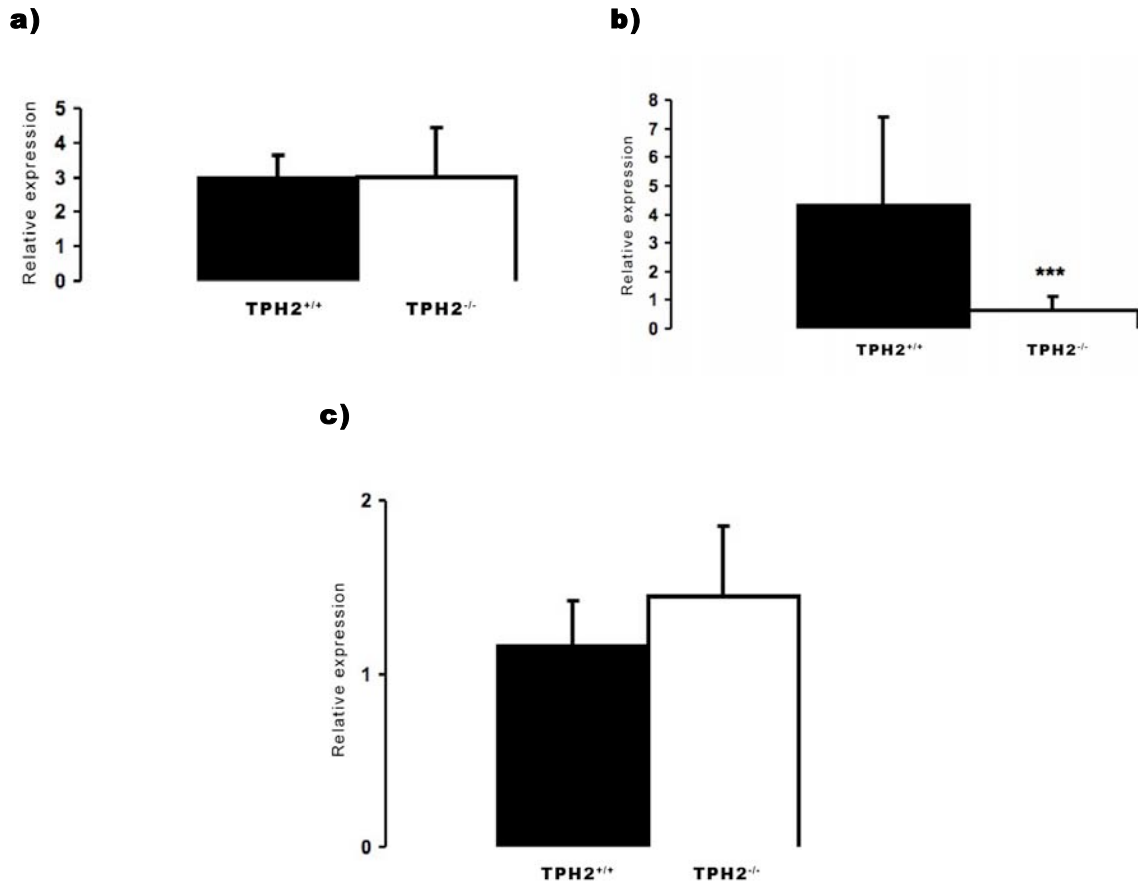 a)
Relative expression
5
4
3
2
1
0
TPH2+/+ TPH2-/-
b)
Relative expression
8
7
6
5
4
3
2
1
0
***
TPH2+/+ TPH2-/-
c)
Relative expression
2
1
0
TPH2+/+ TPH2-/-